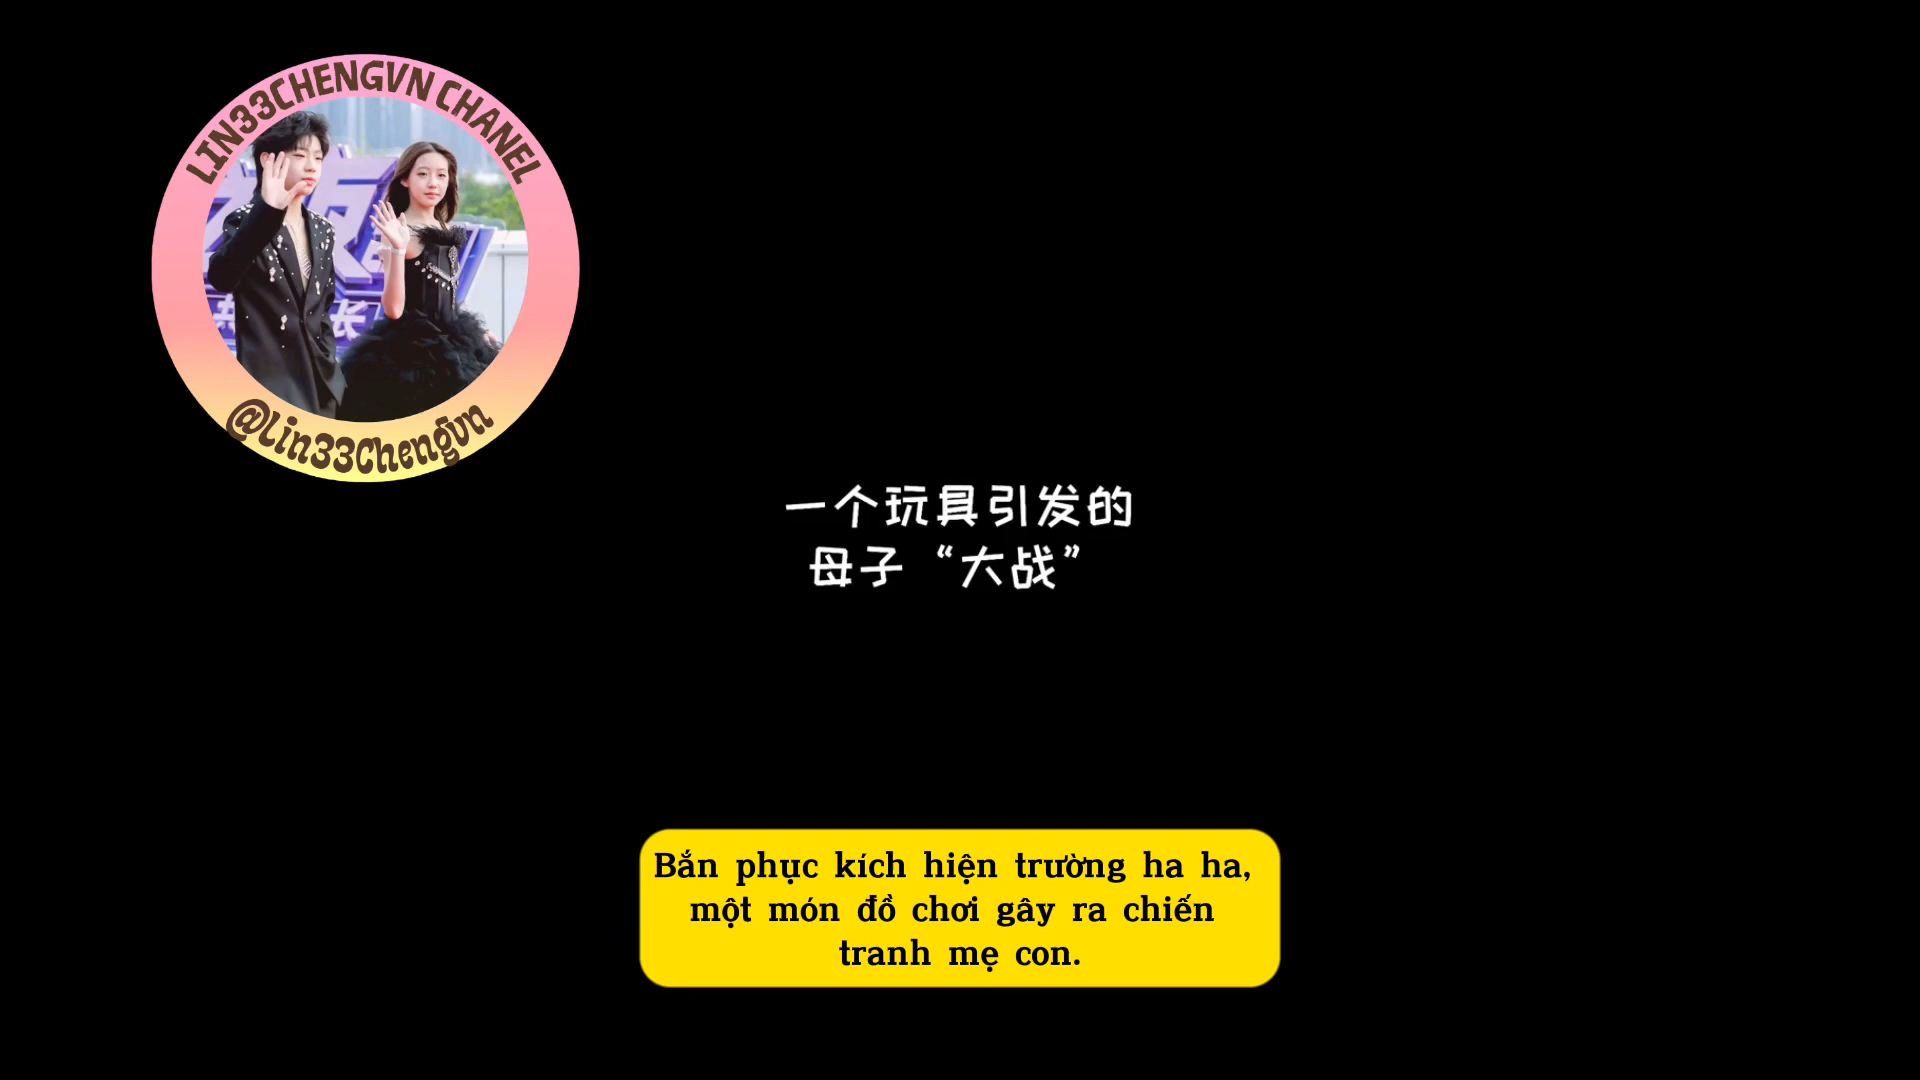 LIN33CHENGVN CHANEL
@Lin33Chengvn
一个玩具引发的
母子“大战”
Bắn phục kích hiện trường ha ha,
một món đồ chơi gây ra chiến
tranh mẹ con.